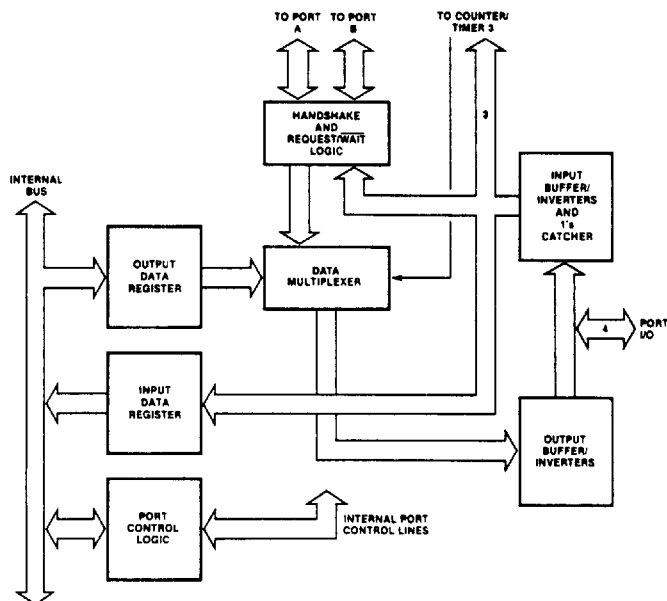 TO PORT
A
TO PORT
B
TO COUNTER/
TIMER 3
3
HANDSHAKE
AND
REQUEST/WAIT
LOGIC
INTERNAL
BUS
INPUT
BUFFER/
INVERTERS
AND
1's
CATCHER
OUTPUT
DATA
REGISTER
DATA
MULTIPLEXER
4
PORT
I/O
INPUT
DATA
REGISTER
OUTPUT
BUFFER/
INVERTERS
PORT
CONTROL
LOGIC
INTERNAL PORT
CONTROL LINES